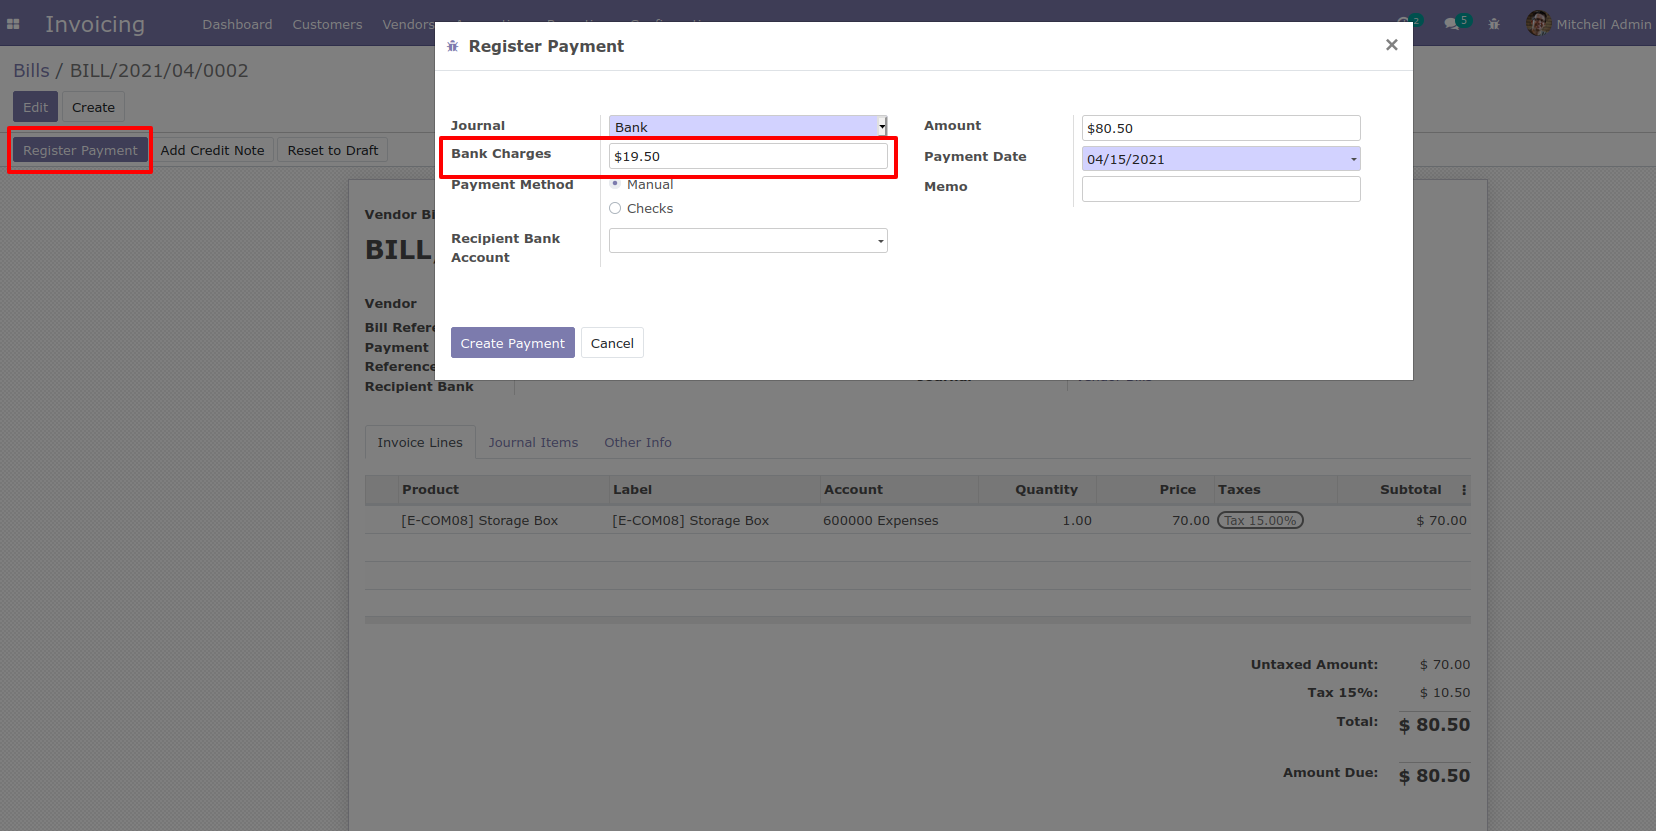 Invoicing
Dashboard Customers Vendors
2 5 Mitchell Admin
Register Payment
Bills / BILL/2021/04/0002
Edit Create
Register Payment Add Credit Note Reset to Draft
Journal Bank
Bank Charges $19.50
Payment Method Manual
Checks
Recipient Bank
Account
Amount $80.50
Payment Date 04/15/2021
Memo
Create Payment Cancel
Vendor Bi
BILL
Vendor
Bill Refere
Payment
Reference
Recipient Bank
Invoice Lines Journal Items Other Info
Product Label Account Quantity Price Taxes Subtotal
[E-COM08] Storage Box [E-COM08] Storage Box 600000 Expenses 1.00 70.00 Tax 15.00% $ 70.00
Untaxed Amount: $ 70.00
Tax 15%: $ 10.50
Total: $ 80.50
Amount Due: $ 80.50